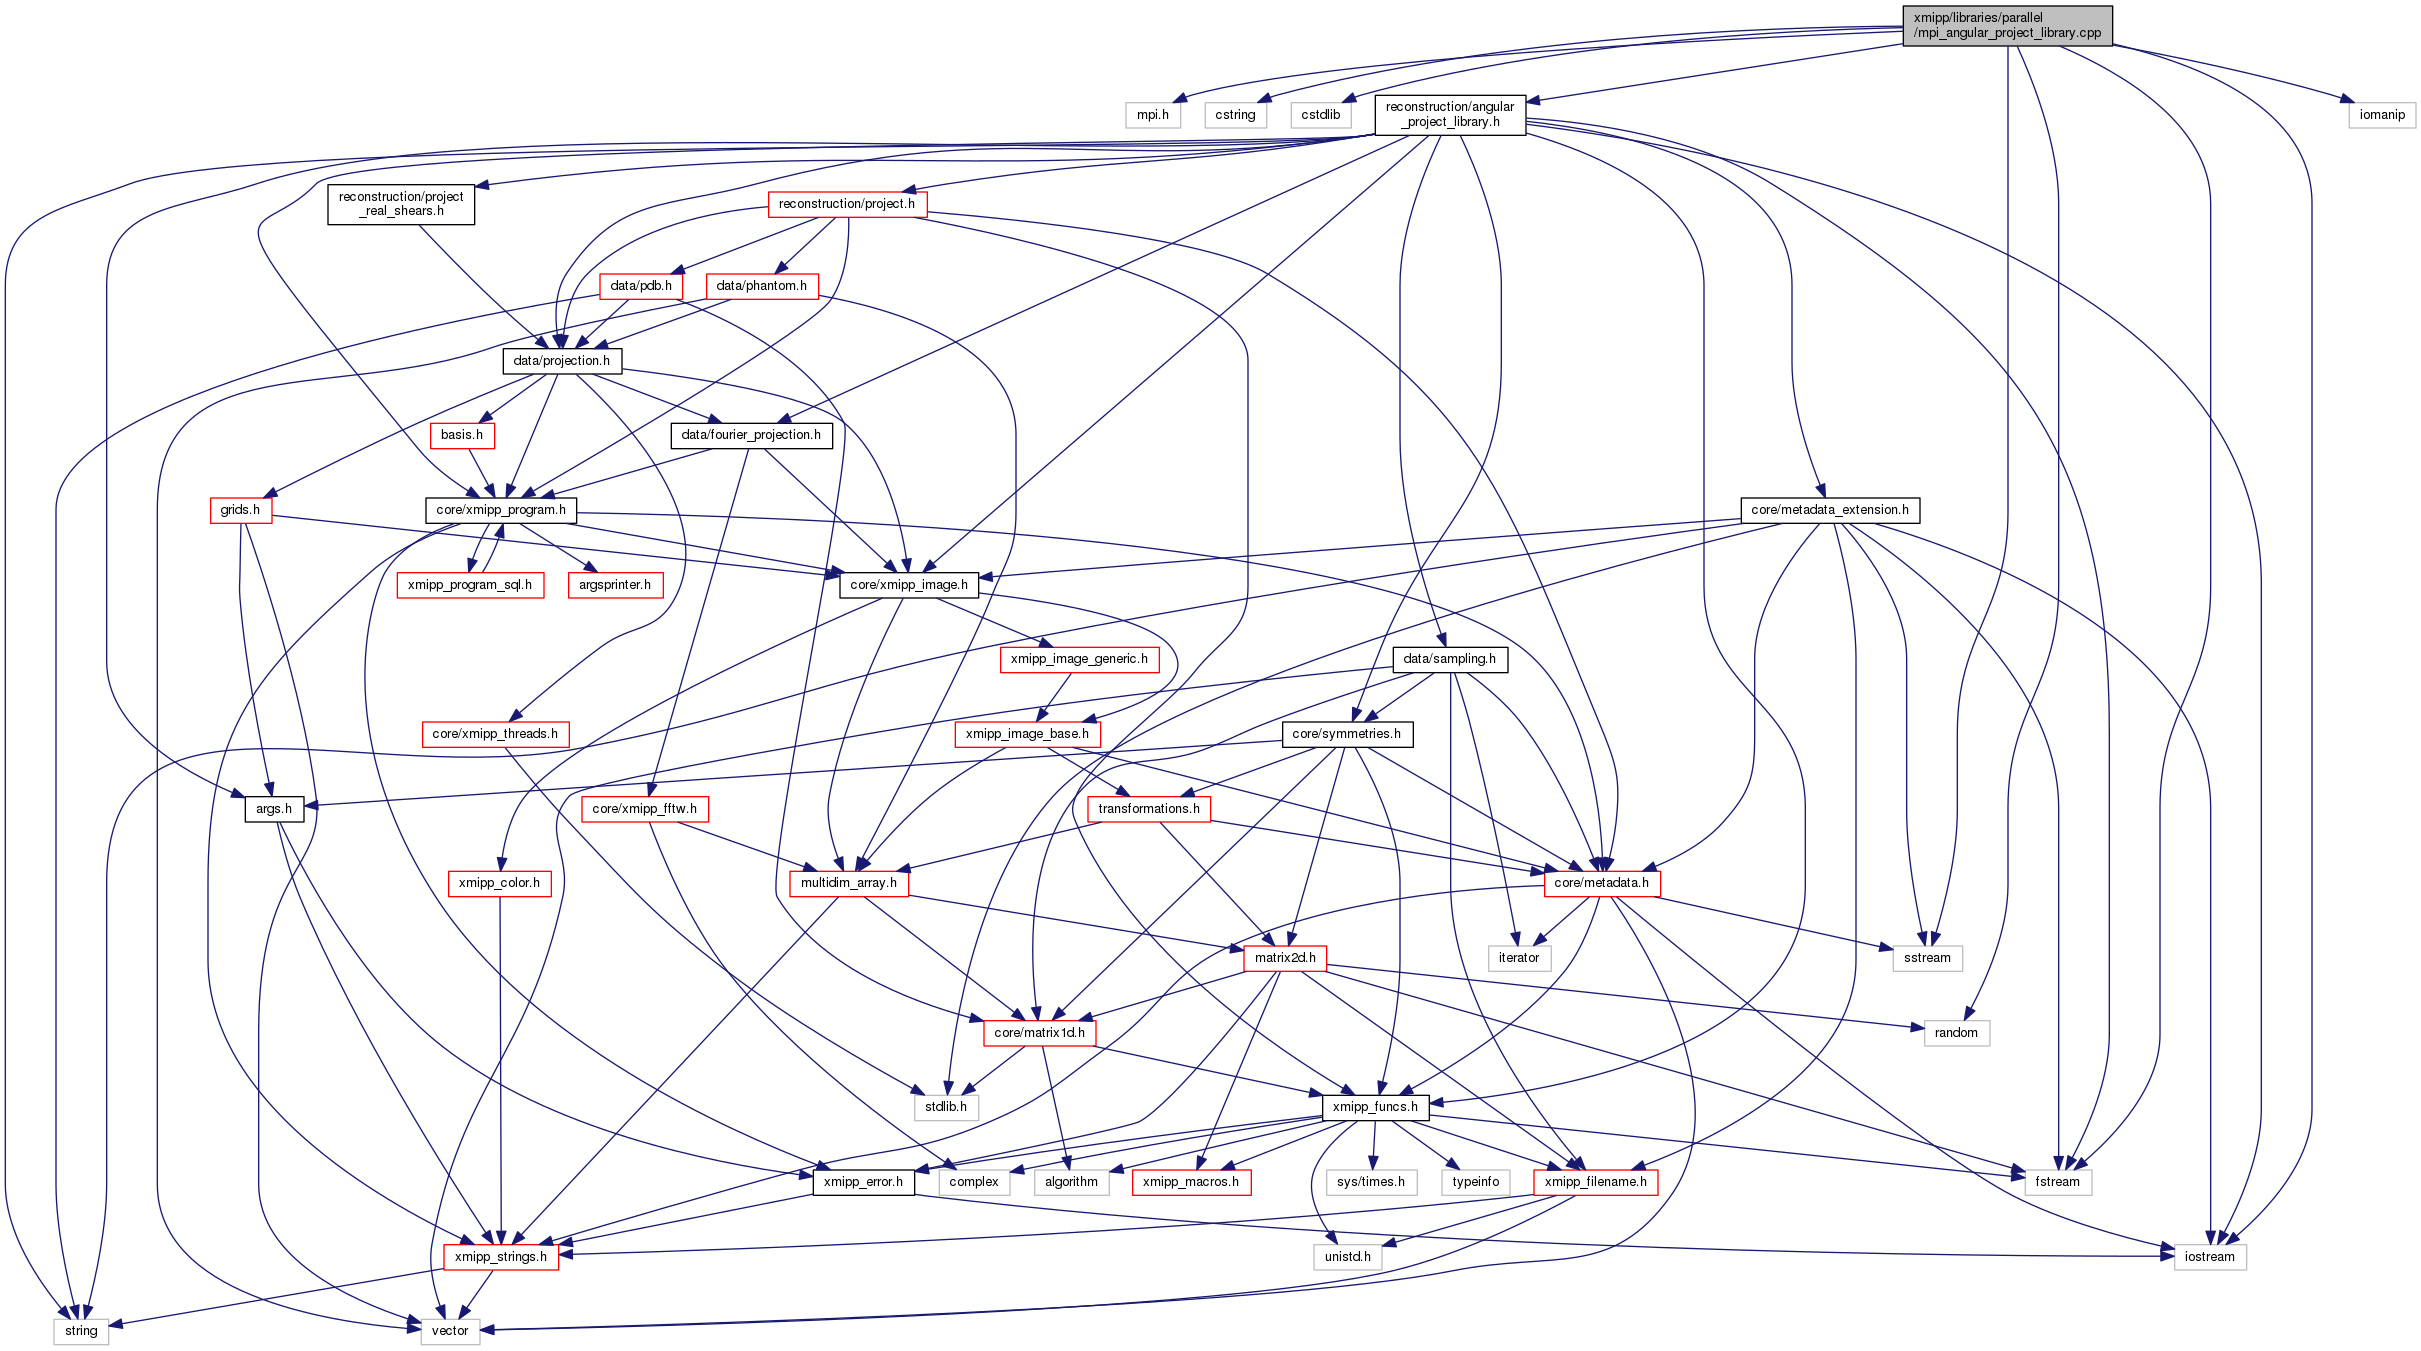 xmipp/libraries/parallel
/mpi_angular_project_library.cpp
mpi.h
cstring
cstdlib
reconstruction/angular
_project_library.h
iomanip
reconstruction/project
_real_shears.h
reconstruction/project.h
data/pdb.h
data/phantom.h
data/projection.h
basis.h
data/fourier_projection.h
grids.h
core/xmipp_program.h
core/metadata_extension.h
xmipp_program_sql.h
argsprinter.h
core/xmipp_image.h
xmipp_image_generic.h
data/sampling.h
core/xmipp_threads.h
xmipp_image_base.h
core/symmetries.h
args.h
core/xmipp_fftw.h
transformations.h
xmipp_color.h
multidim_array.h
core/metadata.h
matrix2d.h
iterator
sstream
core/matrix1d.h
random
stdlib.h
xmipp_funcs.h
xmipp_error.h
complex
algorithm
xmipp_macros.h
sys/times.h
typeinfo
xmipp_filename.h
fstream
xmipp_strings.h
unistd.h
iostream
string
vector